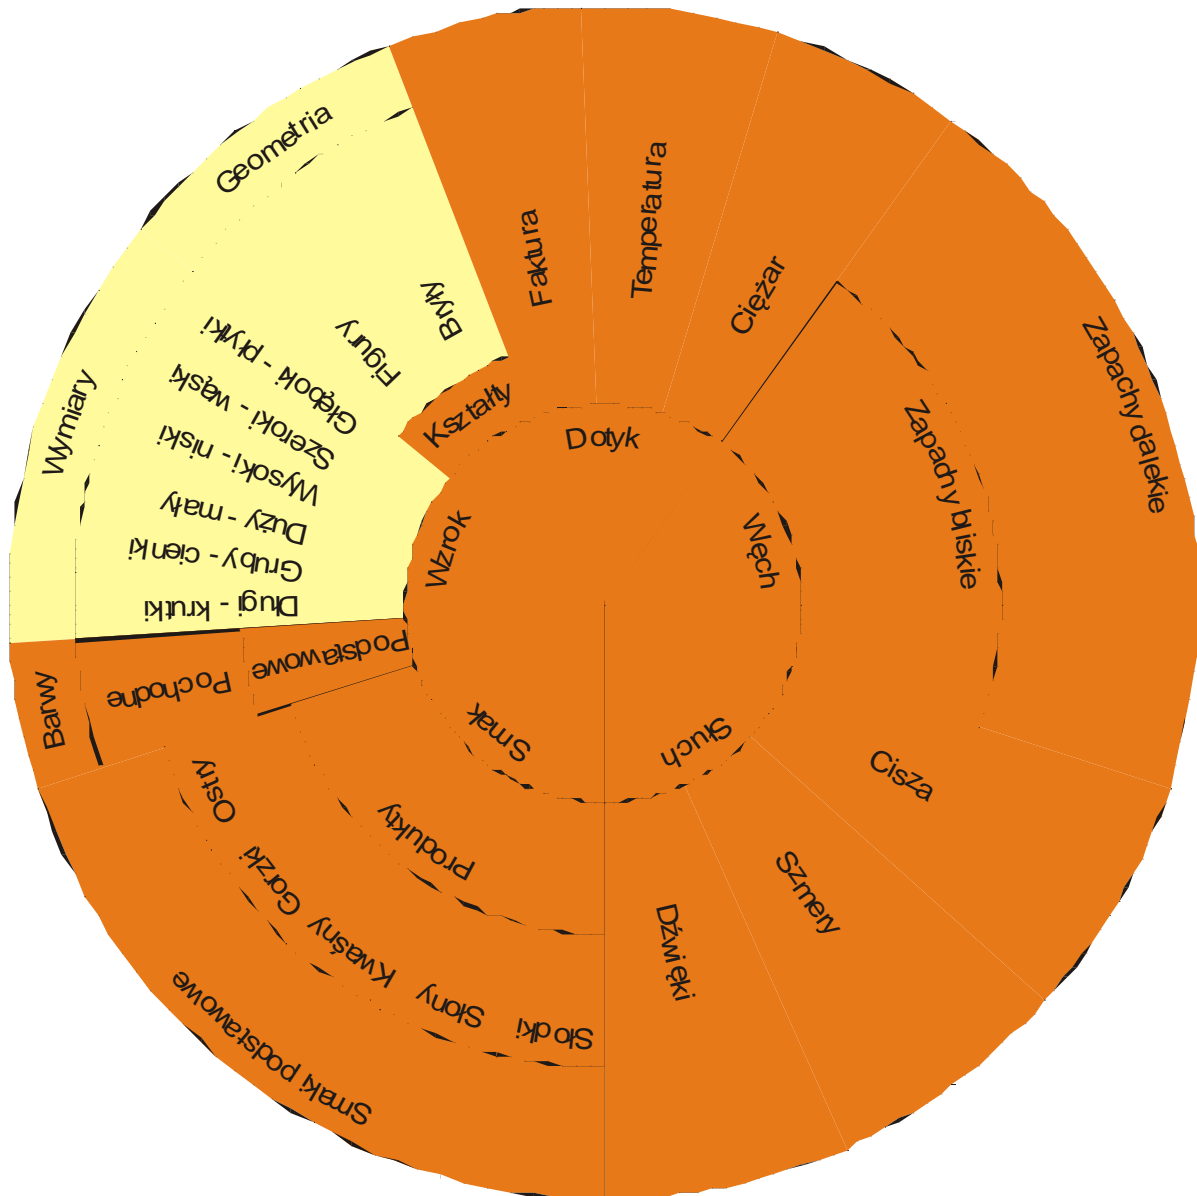 Geometria
Wymiary
Bryły
Figury
Głęboki - płytki
Szeroki - wąski
Wysoki - niski
Duży - mały
Gruby - cienki
Długi - krutki
Kształty
Faktura
Temperatura
Ciężar
Dotyk
Węch
Zapachy bliskie
Zapachy dalekie
Wzrok
Podstawowe
Pochodne
Barwy
Smak
Produkty
Ostry
Gorzki
Kwaśny
Słony
Słodki
Smaki podstawowe
Słuch
Cisza
Szmery
Dźwięki